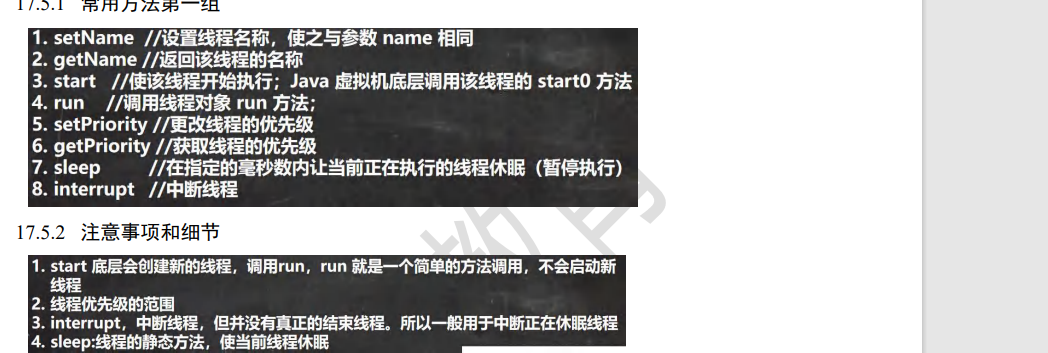 17.5.1 常用方法第一组
1. setName //设置线程名称，使之与参数 name 相同
2. getName //返回该线程的名称
3. start //使该线程开始执行；Java 虚拟机底层调用该线程的 start0 方法
4. run //调用线程对象 run 方法；
5. setPriority //更改线程的优先级
6. getPriority //获取线程的优先级
7. sleep //在指定的毫秒数内让当前正在执行的线程休眠（暂停执行）
8. interrupt //中断线程
17.5.2 注意事项和细节
1. start 底层会创建新的线程，调用run，run 就是一个简单的方法调用，不会启动新
线程
2. 线程优先级的范围
3. interrupt，中断线程，但并没有真正的结束线程。所以一般用于中断正在休眠线程
4. sleep:线程的静态方法，使当前线程休眠
教育